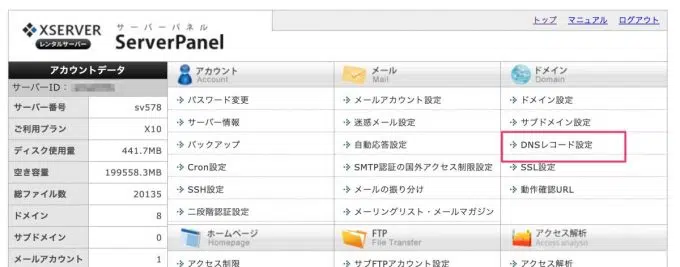 XSERVER
レンタルサーバー
サーバーパネル
ServerPanel
トップ マニュアル ログアウト
アカウントデータ
サーバーID：
サーバー番号 sv578
ご利用プラン X10
ディスク使用量 441.7MB
空き容量 199558.3MB
総ファイル数 20135
ドメイン 8
サブドメイン 0
メールアカウント 1
アカウント
Account
パスワード変更
サーバー情報
バックアップ
Cron設定
SSH設定
二段階認証設定
メール
Mail
メールアカウント設定
迷惑メール設定
自動応答設定
SMTP認証の国外アクセス制限設定
メールの振り分け
メーリングリスト・メールマガジン
ドメイン
Domain
ドメイン設定
サブドメイン設定
DNSレコード設定
SSL設定
動作確認URL
ホームページ
Homepage
アクセス制限
FTP
File Transfer
サブFTPアカウント設定
アクセス解析
Access analysis
アクセス解析